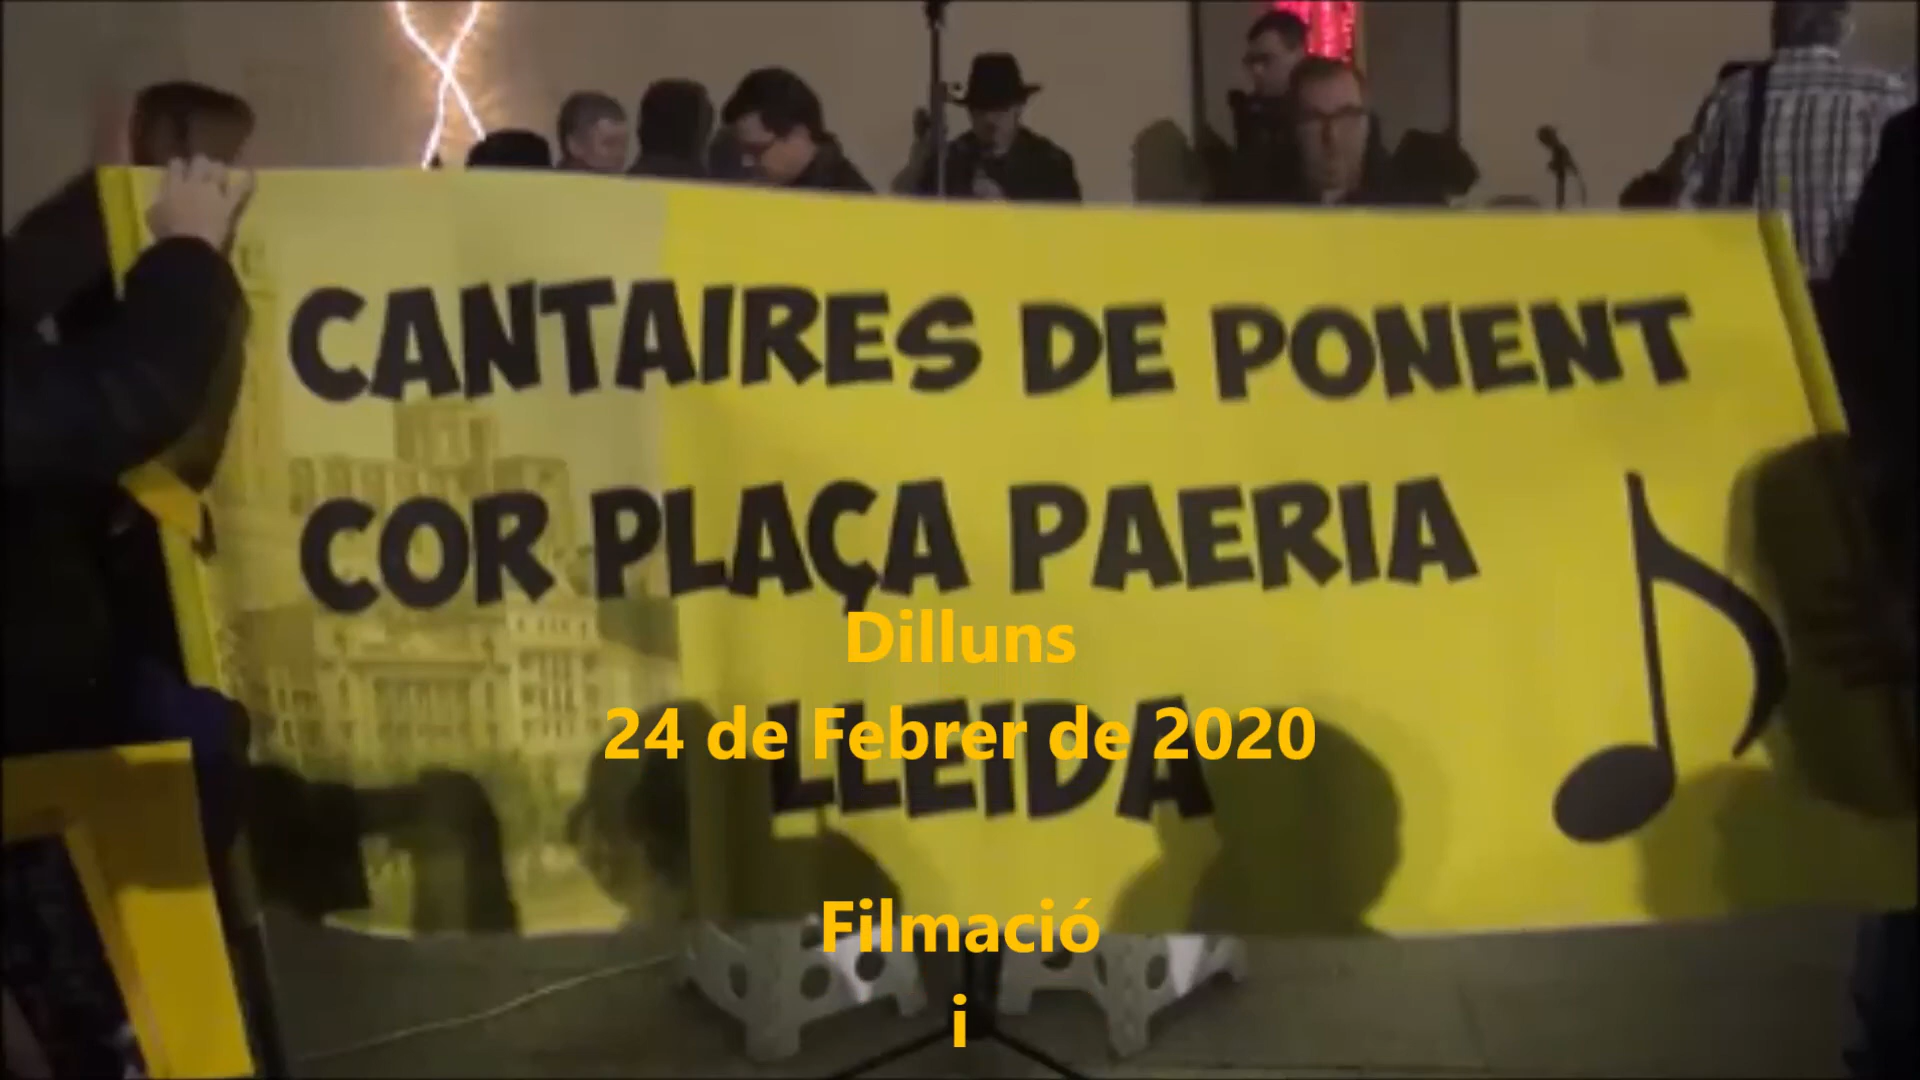 CANTAIRES DE PONENT
COR PLAÇA PAERIA
Dilluns
24 de Febrer de 2020
LLEIDA
Filmació
i